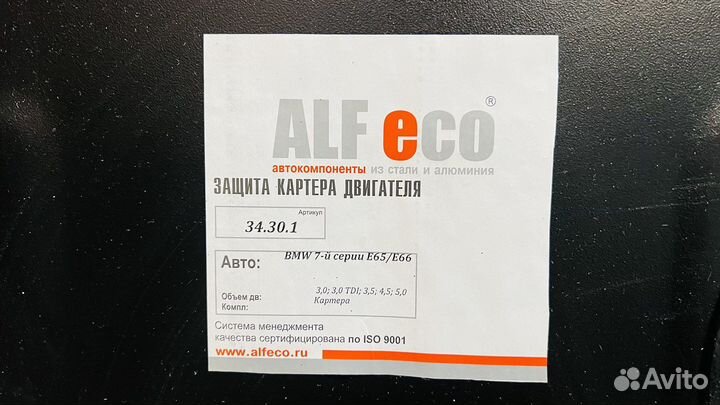 ALF eco®
автокомпоненты из стали и алюминия
ЗАЩИТА КАРТЕРА ДВИГАТЕЛЯ
Артикул
34.30.1
Авто: BMW 7-й серии E65/E66
Объем дв: 3,0; 3,0 TDI; 3,5; 4,5; 5,0
Компл: Картера
Система менеджмента
качества сертифицирована по ISO 9001
www.alfeco.ru
Avito